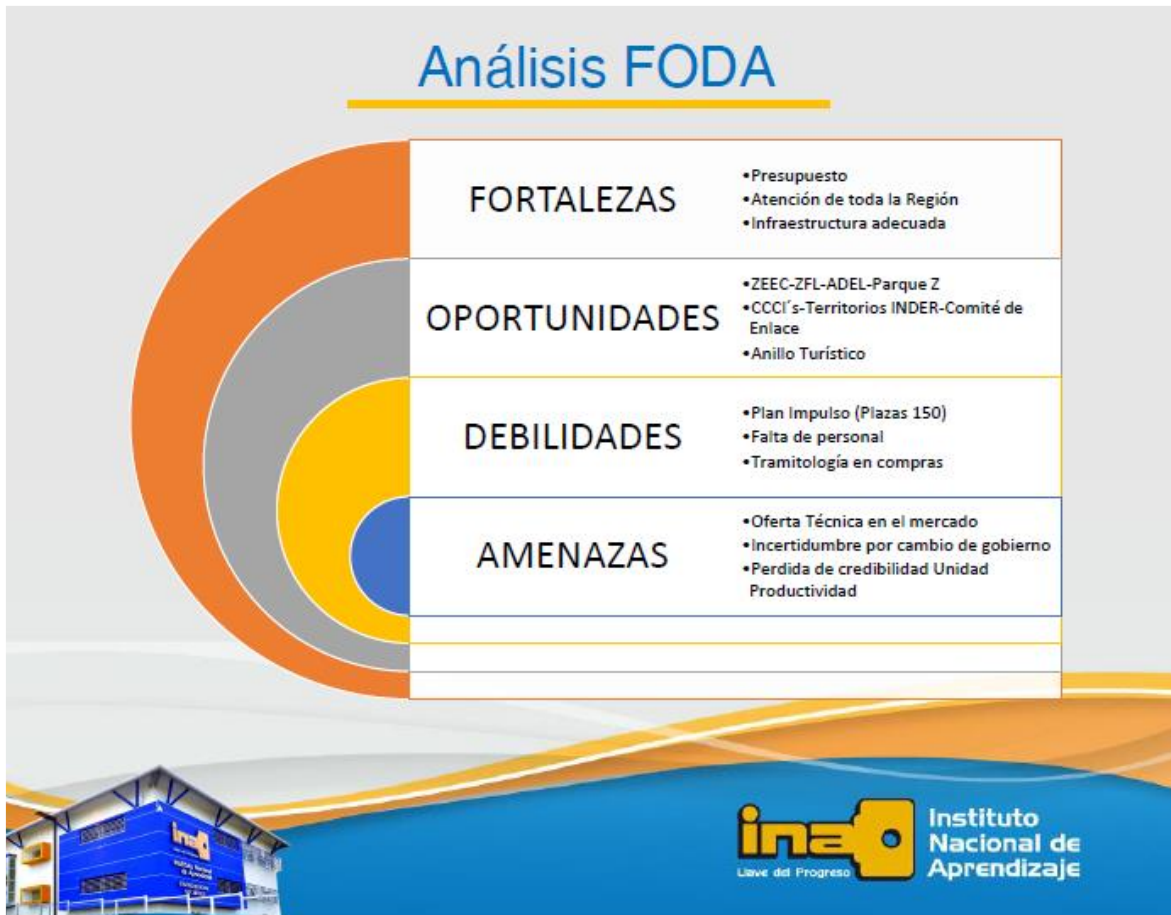 Análisis FODA
FORTALEZAS
•Presupuesto
•Atención de toda la Región
•Infraestructura adecuada
OPORTUNIDADES
•ZEEC-ZFL-ADEL-Parque Z
•CCCI´s-Territorios INDER-Comité de
Enlace
•Anillo Turístico
DEBILIDADES
•Plan Impulso (Plazas 150)
•Falta de personal
•Tramitología en compras
AMENAZAS
•Oferta Técnica en el mercado
•Incertidumbre por cambio de gobierno
•Perdida de credibilidad Unidad
Productividad
ina
Instituto
Nacional de
Aprendizaje
Llave del Progreso
ina